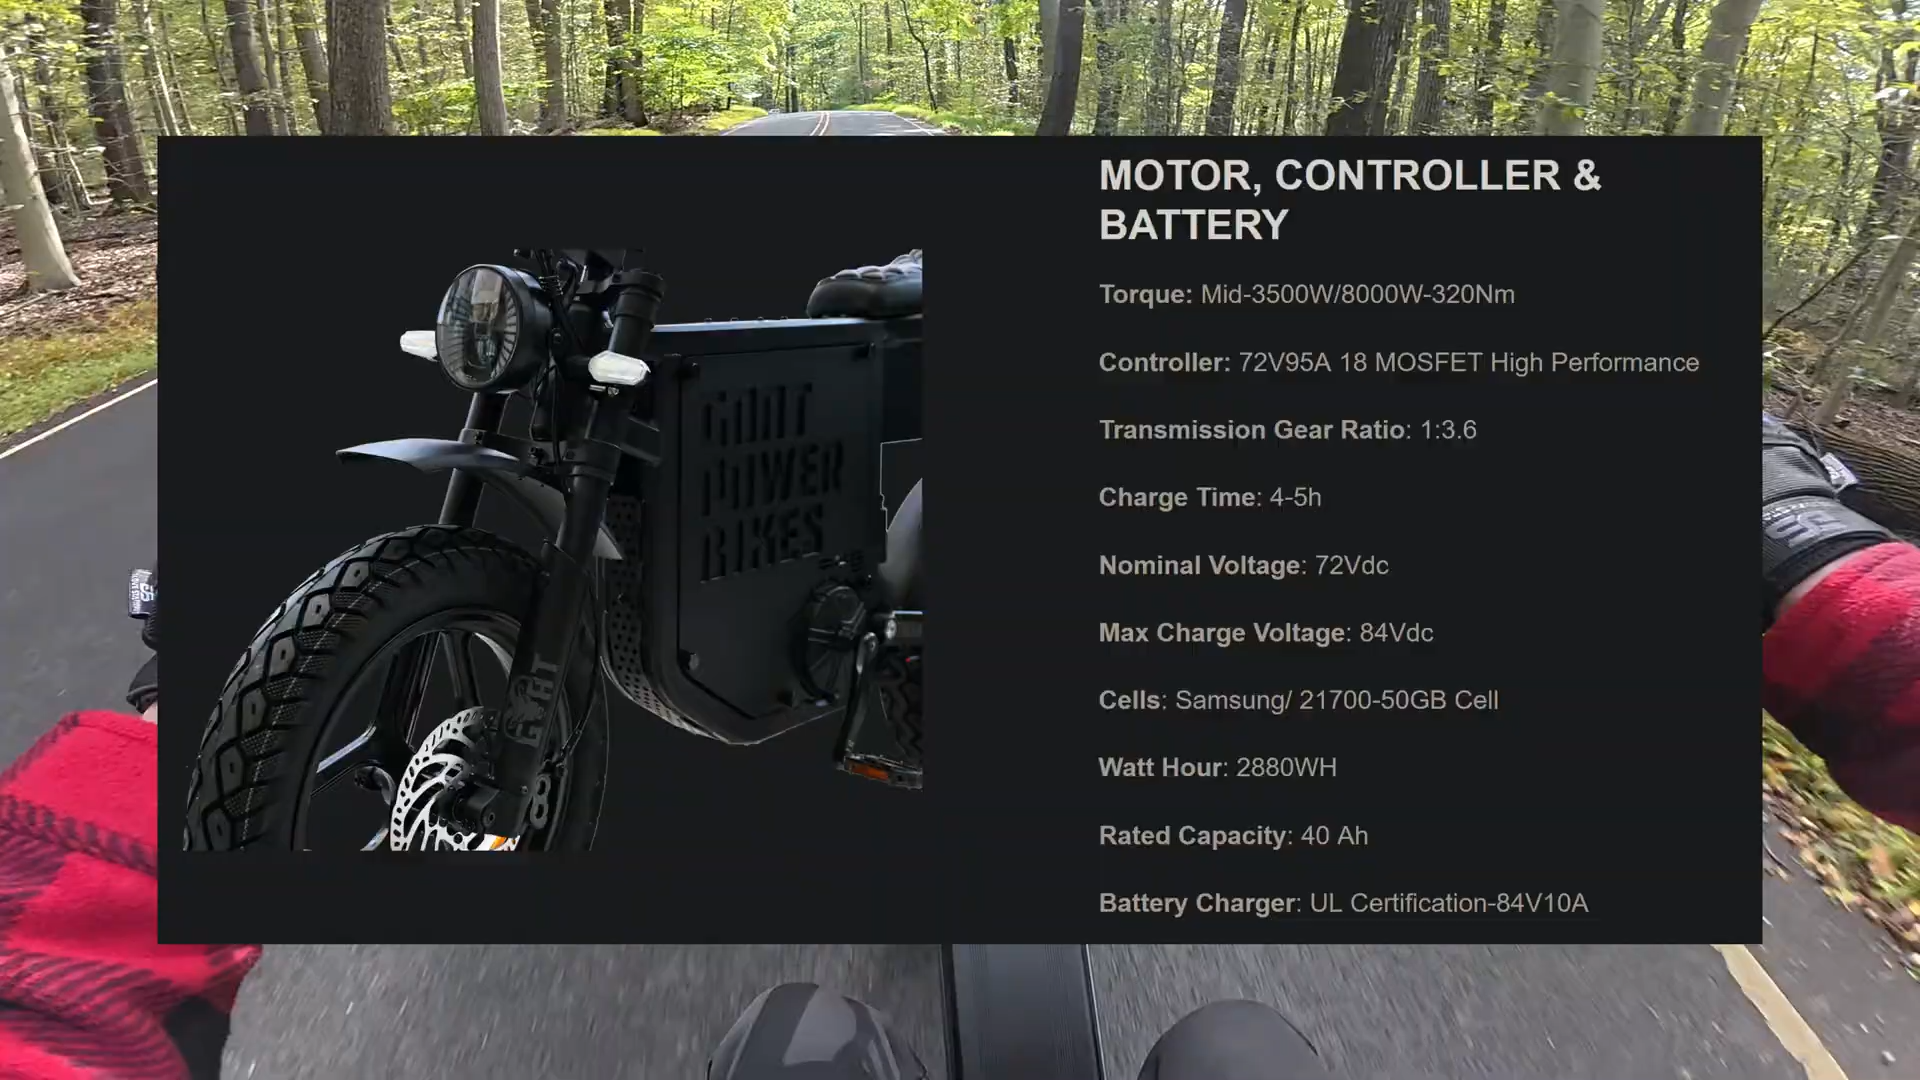 MOTOR, CONTROLLER &
BATTERY
Torque: Mid-3500W/8000W-320Nm
Controller: 72V95A 18 MOSFET High Performance
Transmission Gear Ratio: 1:3.6
Charge Time: 4-5h
Nominal Voltage: 72Vdc
Max Charge Voltage: 84Vdc
Cells: Samsung/ 21700-50GB Cell
Watt Hour: 2880WH
Rated Capacity: 40 Ah
Battery Charger: UL Certification-84V10A
GOAT
POWER
BIKES
GOAT